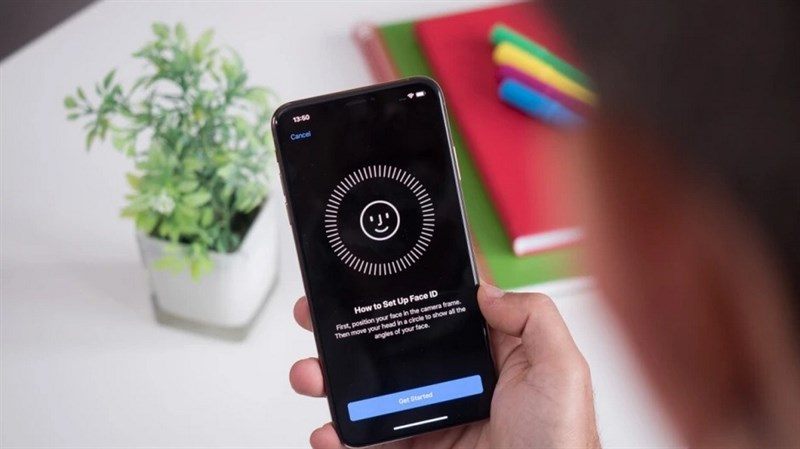 13:50
Cancel
How to Set Up Face ID
First, position your face in the camera frame.
Then move your head in a circle to show all the
angles of your face.
Get Started